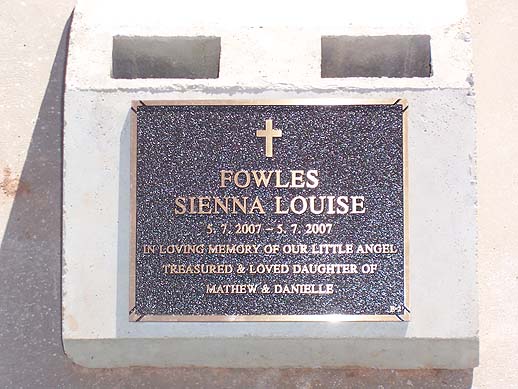 FOWLES
SIENNA LOUISE
5. 7. 2007 – 5. 7. 2007
IN LOVING MEMORY OF OUR LITTLE ANGEL
TREASURED & LOVED DAUGHTER OF
MATHEW & DANIELLE